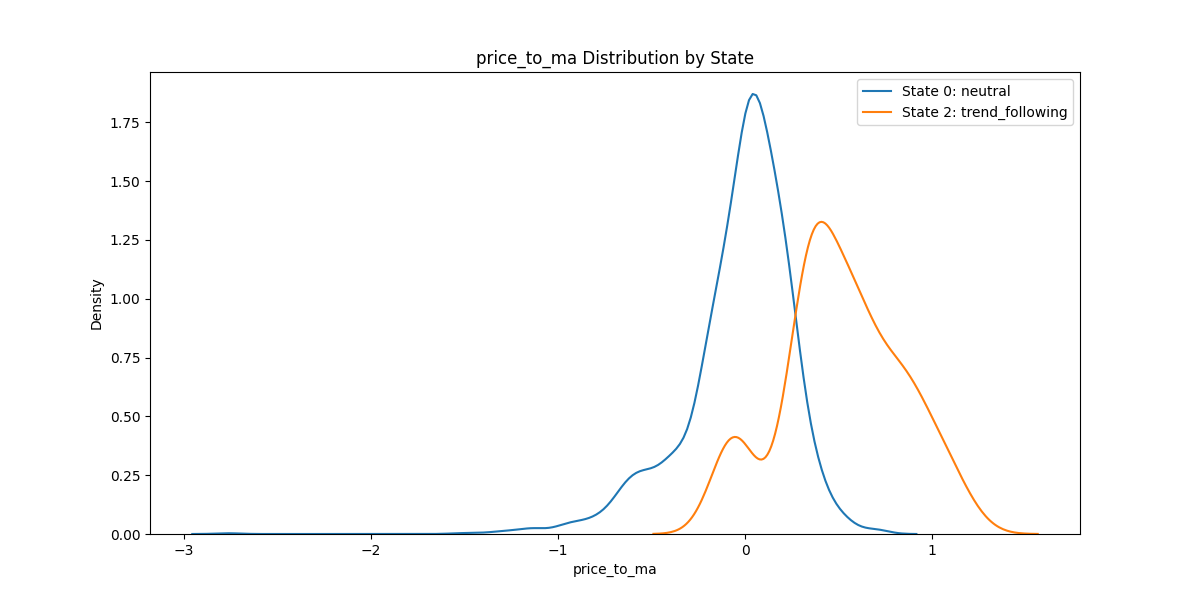 price_to_ma Distribution by State
State 0: neutral
State 2: trend_following
Density
1.75
1.50
1.25
1.00
0.75
0.50
0.25
0.00
−3
−2
−1
0
1
price_to_ma